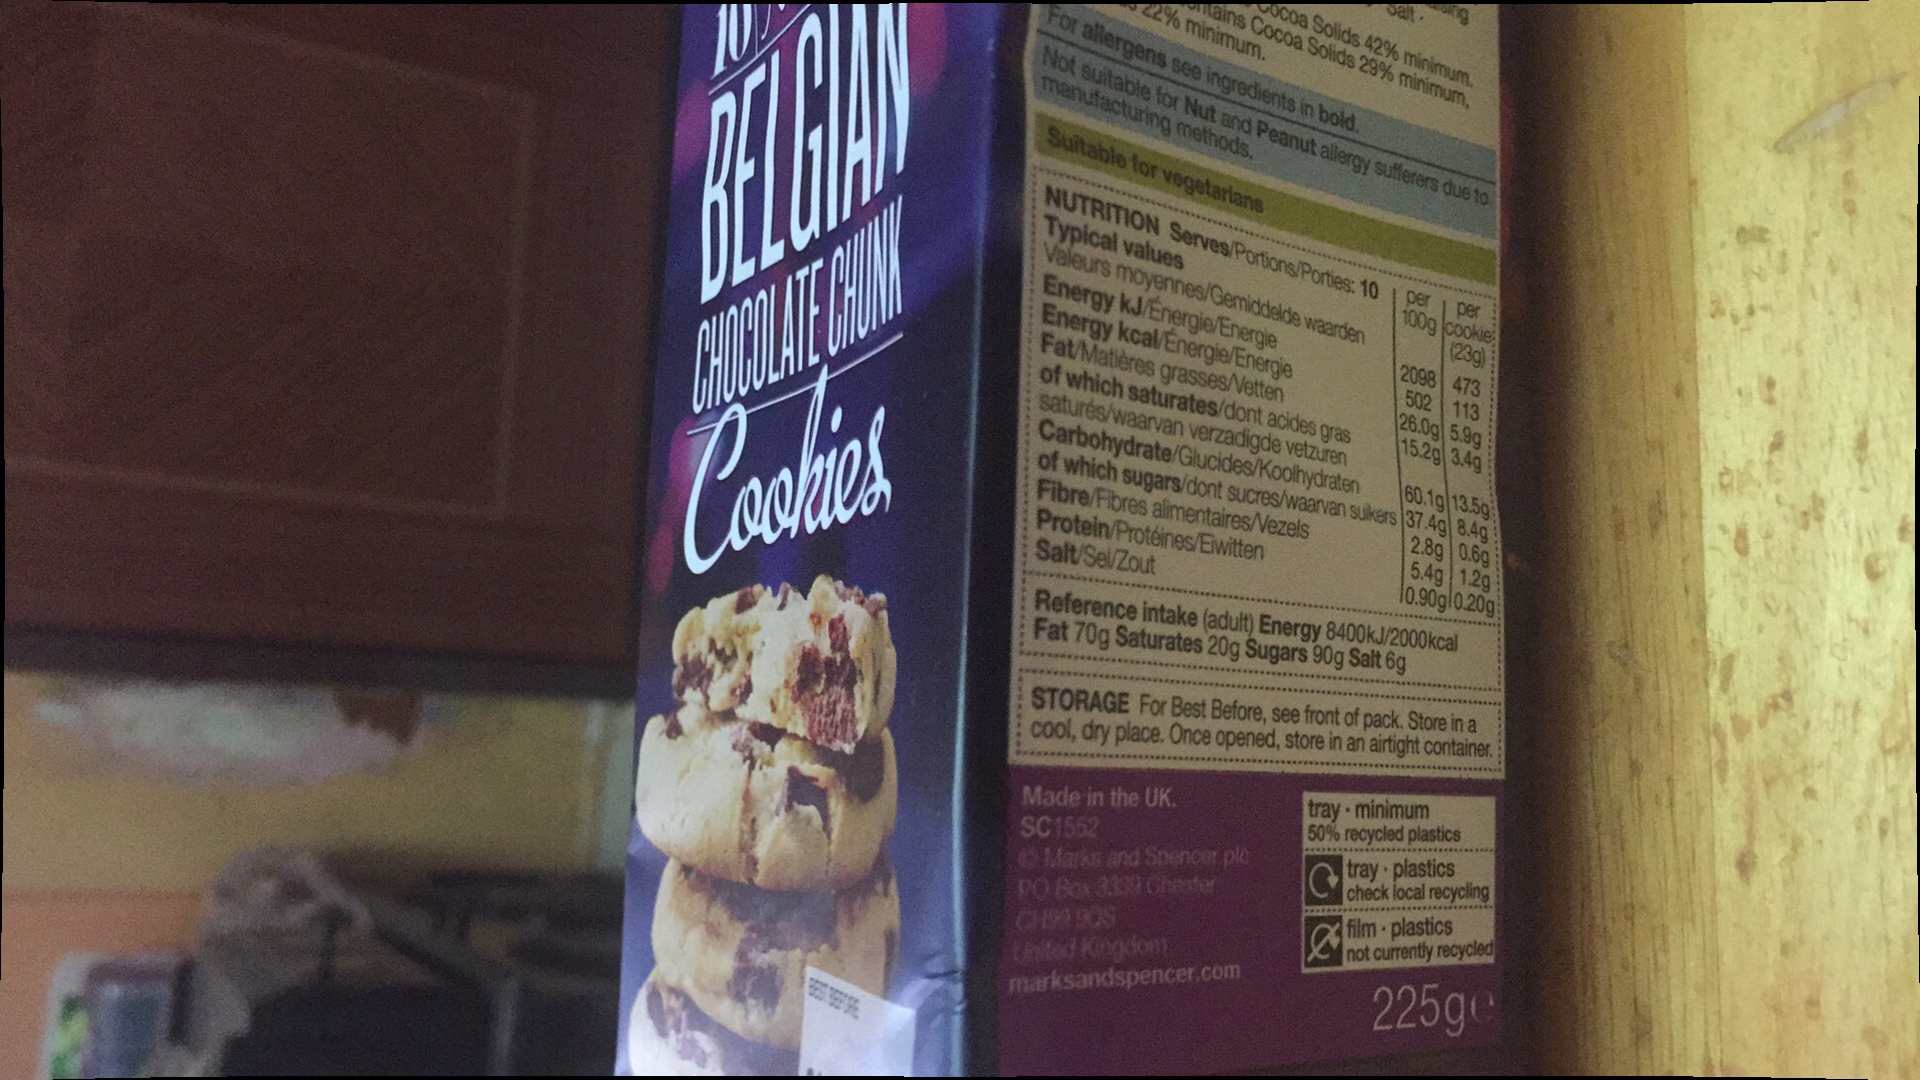 BELGIAN
CHOCOLATE CHUNK
Cookies
BEST BEFORE
Cocoa Solids 42% minimum.
Contains Cocoa Solids 29% minimum,
22% minimum.
For allergens see ingredients in bold.
Not suitable for Nut and Peanut allergy sufferers due to
manufacturing methods.
Suitable for vegetarians
NUTRITION Serves/Portions/Porties: 10
Typical values per 100g per cookie (23g)
Valeurs moyennes/Gemiddelde waarden
Energy kJ/Énergie/Energie 2098 473
Energy kcal/Énergie/Energie 502 113
Fat/Matières grasses/Vetten 26.0g 5.9g
of which saturates/dont acides gras 15.2g 3.4g
saturés/waarvan verzadigde vetzuren
Carbohydrate/Glucides/Koolhydraten 60.1g 13.5g
of which sugars/dont sucres/waarvan suikers 37.4g 8.4g
Fibre/Fibres alimentaires/Vezels 2.8g 0.6g
Protein/Protéines/Eiwitten 5.4g 1.2g
Salt/Sel/Zout 0.90g 0.20g
Reference intake (adult) Energy 8400kJ/2000kcal
Fat 70g Saturates 20g Sugars 90g Salt 6g
STORAGE For Best Before, see front of pack. Store in a
cool, dry place. Once opened, store in an airtight container.
Made in the UK.
SC1552
© Marks and Spencer plc
PO Box 3339 Chester
CH99 9QS
United Kingdom
marksandspencer.com
tray · minimum
50% recycled plastics
tray · plastics
check local recycling
film · plastics
not currently recycled
225g℮